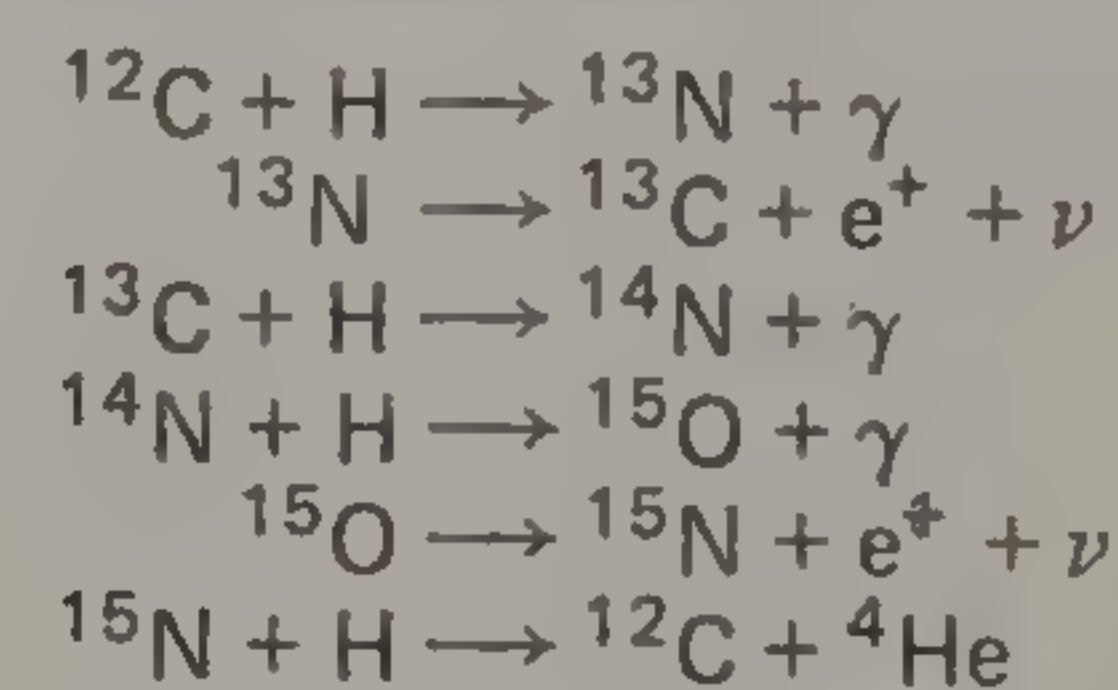 ¹²C + H ⟶ ¹³N + γ
¹³N ⟶ ¹³C + e⁺ + ν
¹³C + H ⟶ ¹⁴N + γ
¹⁴N + H ⟶ ¹⁵O + γ
¹⁵O ⟶ ¹⁵N + e⁺ + ν
¹⁵N + H ⟶ ¹²C + ⁴He